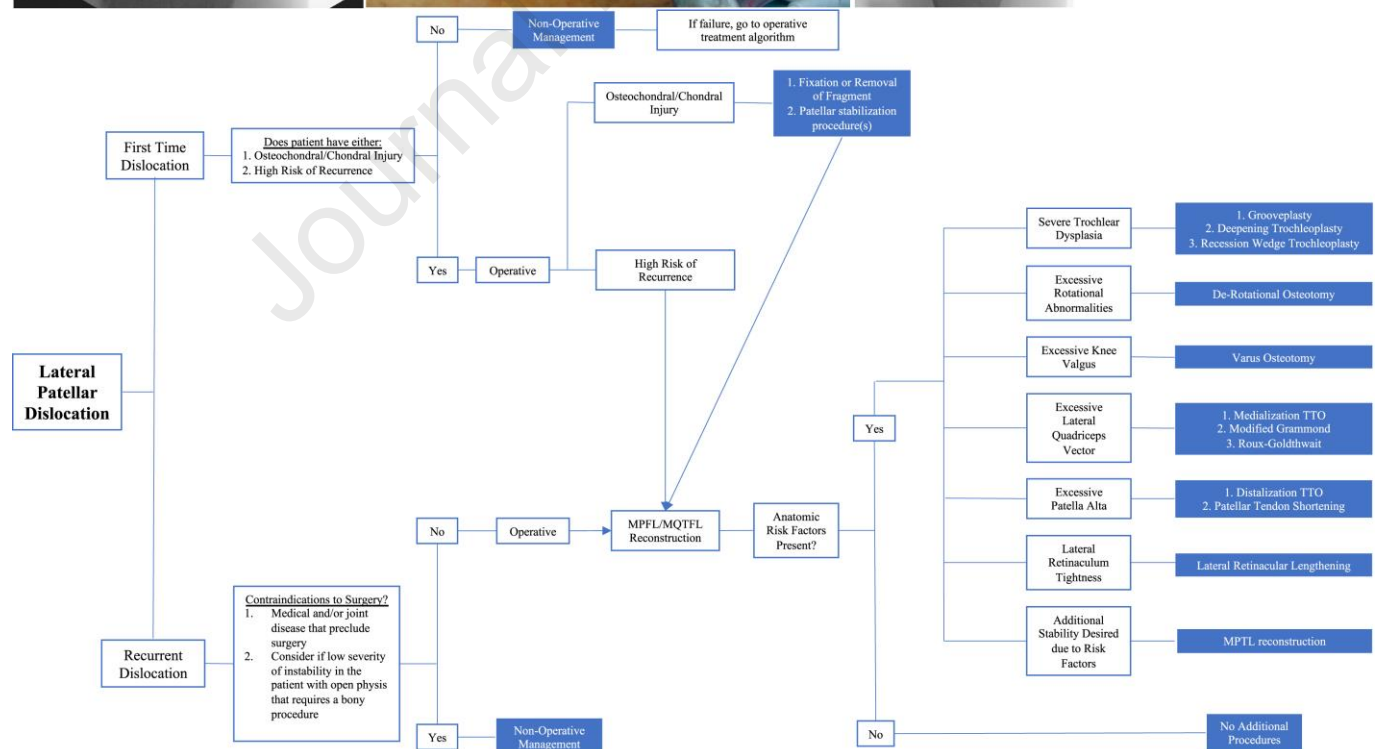 No
Non-Operative
Management
If failure, go to operative
treatment algorithm
Osteochondral/Chondral
Injury
1. Fixation or Removal
of Fragment
2. Patellar stabilization
procedure(s)
First Time
Dislocation
Does patient have either:
1. Osteochondral/Chondral Injury
2. High Risk of Recurrence
Yes
Operative
High Risk of
Recurrence
Journal
Lateral
Patellar
Dislocation
Severe Trochlear
Dysplasia
1. Grooveplasty
2. Deepening Trochleoplasty
3. Recession Wedge Trochleoplasty
Excessive
Rotational
Abnormalities
De-Rotational Osteotomy
Excessive Knee
Valgus
Varus Osteotomy
Yes
Excessive
Lateral
Quadriceps
Vector
1. Medialization TTO
2. Modified Grammond
3. Roux-Goldthwait
Excessive
Patella Alta
1. Distalization TTO
2. Patellar Tendon Shortening
No
Operative
MPFL/MQTFL
Reconstruction
Anatomic
Risk Factors
Present?
Lateral
Retinaculum
Tightness
Lateral Retinacular Lengthening
Additional
Stability Desired
due to Risk
Factors
MPTL reconstruction
Recurrent
Dislocation
Contraindications to Surgery?
1. Medical and/or joint
disease that preclude
surgery
2. Consider if low severity
of instability in the
patient with open physis
that requires a bony
procedure
Yes
Non-Operative
Management
No
No Additional
Procedures